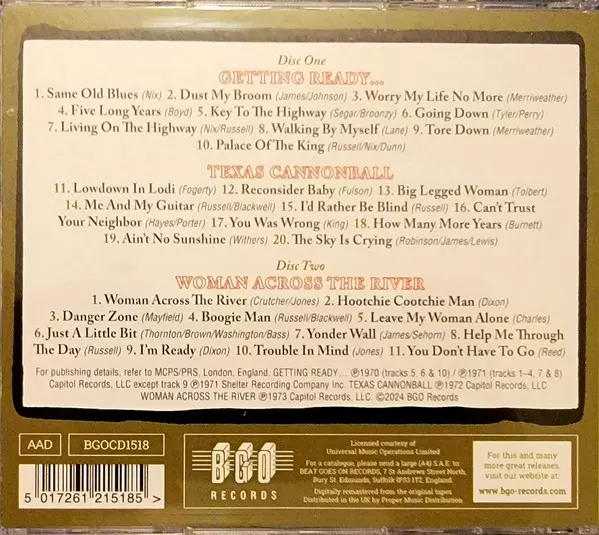 Disc One
GETTING READY...
1. Same Old Blues (Nix) 2. Dust My Broom (James/Johnson) 3. Worry My Life No More (Merriweather)
4. Five Long Years (Boyd) 5. Key To The Highway (Segar/Broonzy) 6. Going Down (Tyler/Perry)
7. Living On The Highway (Nix/Russell) 8. Walking By Myself (Lane) 9. Tore Down (Merriweather)
10. Palace Of The King (Russell/Nix/Dunn)
TEXAS CANNONBALL
11. Lowdown In Lodi (Fogerty) 12. Reconsider Baby (Fulson) 13. Big Legged Woman (Tolbert)
14. Me And My Guitar (Russell/Blackwell) 15. I'd Rather Be Blind (Russell) 16. Can't Trust
Your Neighbor (Hayes/Porter) 17. You Was Wrong (King) 18. How Many More Years (Burnett)
19. Ain't No Sunshine (Withers) 20. The Sky Is Crying (Robinson/James/Lewis)
Disc Two
WOMAN ACROSS THE RIVER
1. Woman Across The River (Crutcher/Jones) 2. Hootchie Cootchie Man (Dixon)
3. Danger Zone (Mayfield) 4. Boogie Man (Russell/Blackwell) 5. Leave My Woman Alone (Charles)
6. Just A Little Bit (Thornton/Brown/Washington/Bass) 7. Yonder Wall (James/Sehorn) 8. Help Me Through
The Day (Russell) 9. I'm Ready (Dixon) 10. Trouble In Mind (Jones) 11. You Don't Have To Go (Reed)
For publishing details, refer to MCPS/PRS, London, England. GETTING READY... ℗1970 (tracks 5, 6 & 10) / ℗1971 (tracks 1–4, 7 & 8)
Capitol Records, LLC except track 9 ℗1971 Shelter Recording Company Inc. TEXAS CANNONBALL ℗1972 Capitol Records, LLC
WOMAN ACROSS THE RIVER ℗1973 Capitol Records, LLC ©2024 BGO Records
AAD
BGOCD1518
5 017261 215185 >
BGO
RECORDS
Licensed courtesy of
Universal Music Operations Limited
For a catalogue, please send a large (A4) S.A.E. to:
BEAT GOES ON RECORDS, 7 St Andrews Street North,
Bury St. Edmunds, Suffolk IP33 1TZ, England.
Digitally remastered from the original tapes
Distributed in the UK by Proper Music Distribution
For this and many
more great releases,
visit our website at:
www.bgo-records.com